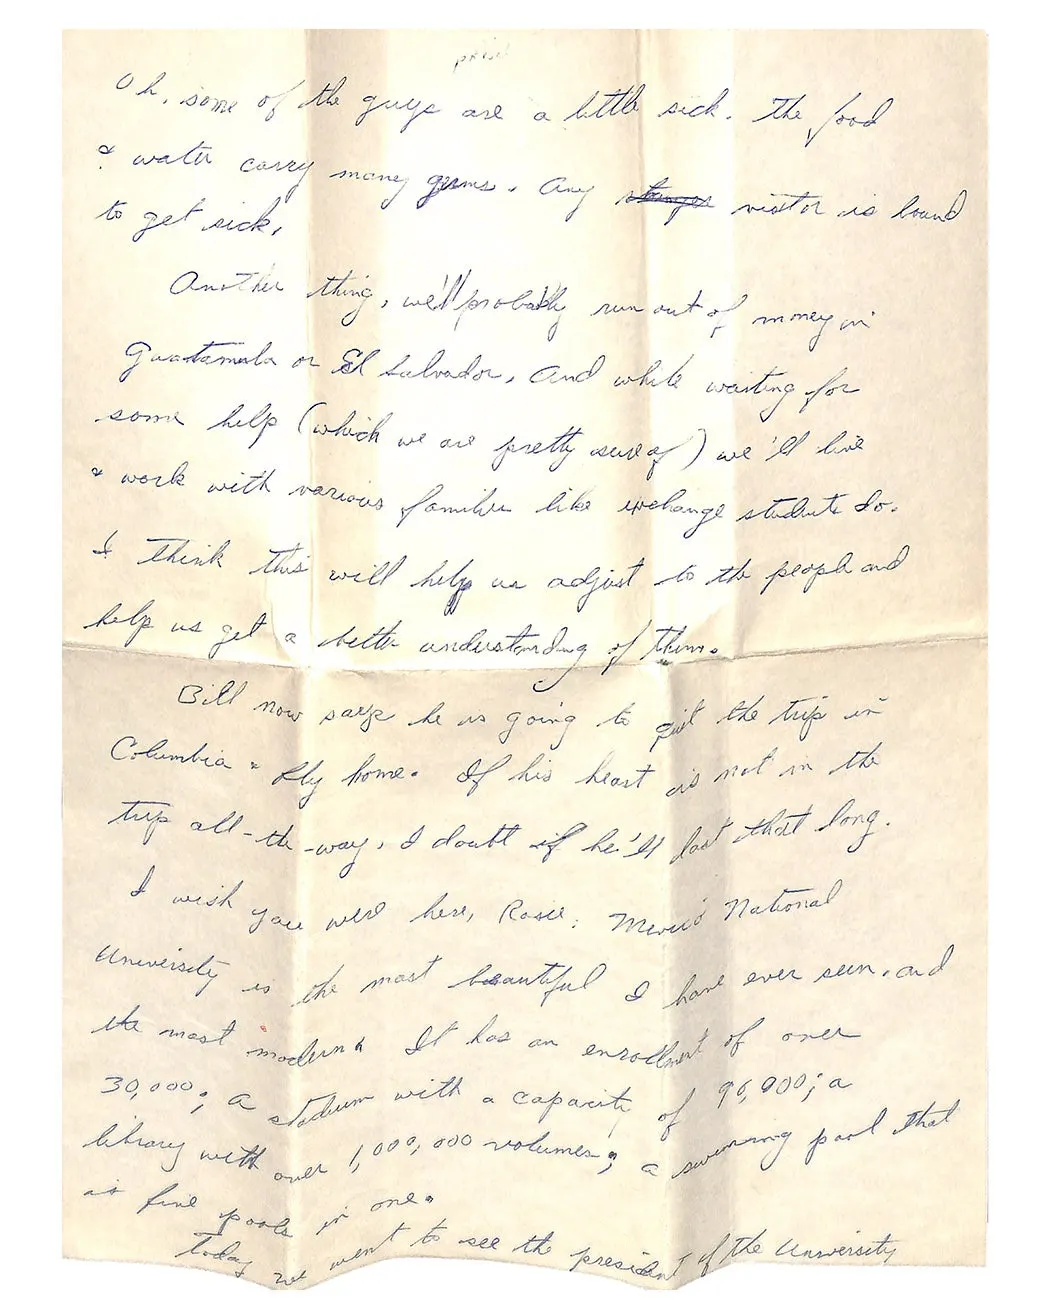 Oh, some of the guys are a little sick. The food
& water carry many germs. Any visitor is bound
to get sick.
Another thing, we'll probably run out of money in
Guatamala or El Salvador. And while waiting for
some help (which we are pretty sure of) we'll live
& work with various families like exchange students do.
I think this will help us adjust to the people and
help us get a better understanding of them.
Bill now says he is going to quit the trip in
Columbia & fly home. If his heart is not in the
trip all-the-way, I doubt if he'll last that long.
I wish you were here, Rosie. Mexico National
University is the most beautiful I have ever seen, and
the most modern. It has an enrollment of over
30,000; a stadium with a capacity of 96,900; a
library with over 1,000,000 volumes; a swimming pool that
is five pools in one.
Today we went to see the president of the University